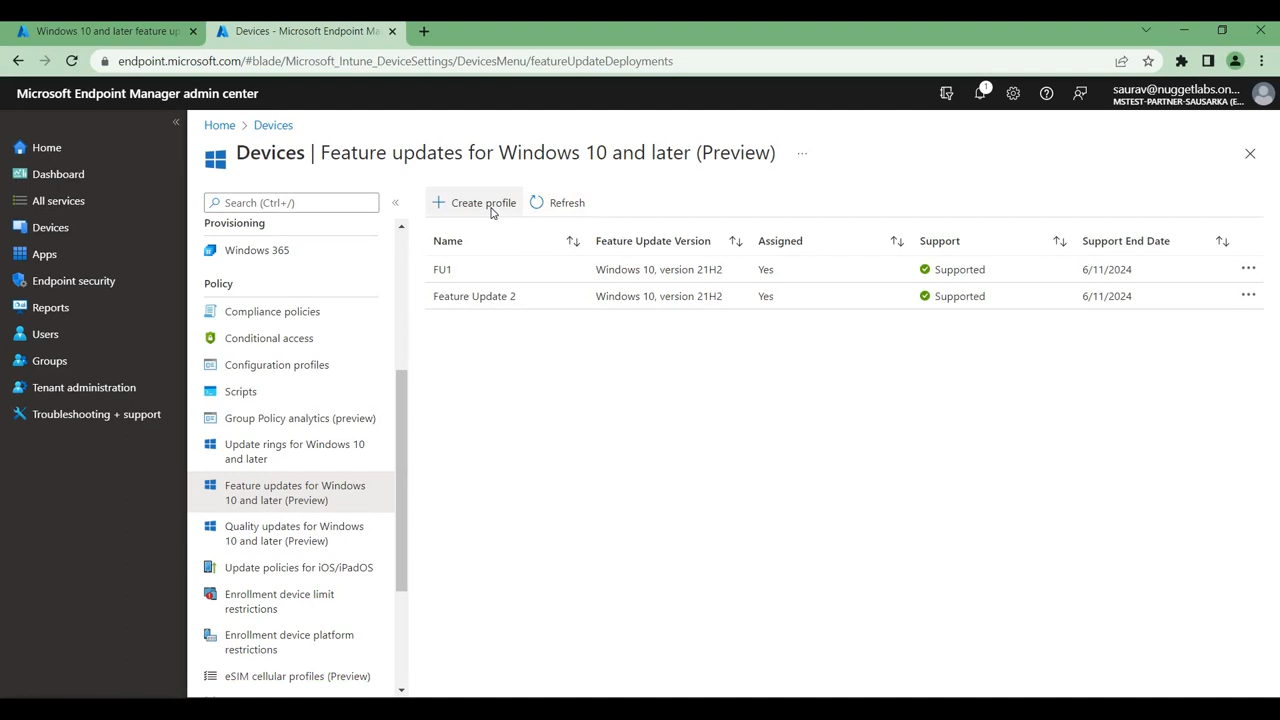 Windows 10 and later feature up
Devices - Microsoft Endpoint Ma
endpoint.microsoft.com/#blade/Microsoft_Intune_DeviceSettings/DevicesMenu/featureUpdateDeployments
Microsoft Endpoint Manager admin center
1
saurav@nuggetlabs.on...
MSTEST-PARTNER-SAUSARKA (E...
Home
Dashboard
All services
Devices
Apps
Endpoint security
Reports
Users
Groups
Tenant administration
Troubleshooting + support
Home > Devices
Devices | Feature updates for Windows 10 and later (Preview) ...
Search (Ctrl+/)
Provisioning
Windows 365
Policy
Compliance policies
Conditional access
Configuration profiles
Scripts
Group Policy analytics (preview)
Update rings for Windows 10
and later
Feature updates for Windows
10 and later (Preview)
Quality updates for Windows
10 and later (Preview)
Update policies for iOS/iPadOS
Enrollment device limit
restrictions
Enrollment device platform
restrictions
eSIM cellular profiles (Preview)
Create profile Refresh
Name Feature Update Version Assigned Support Support End Date
FU1 Windows 10, version 21H2 Yes Supported 6/11/2024 ...
Feature Update 2 Windows 10, version 21H2 Yes Supported 6/11/2024 ...